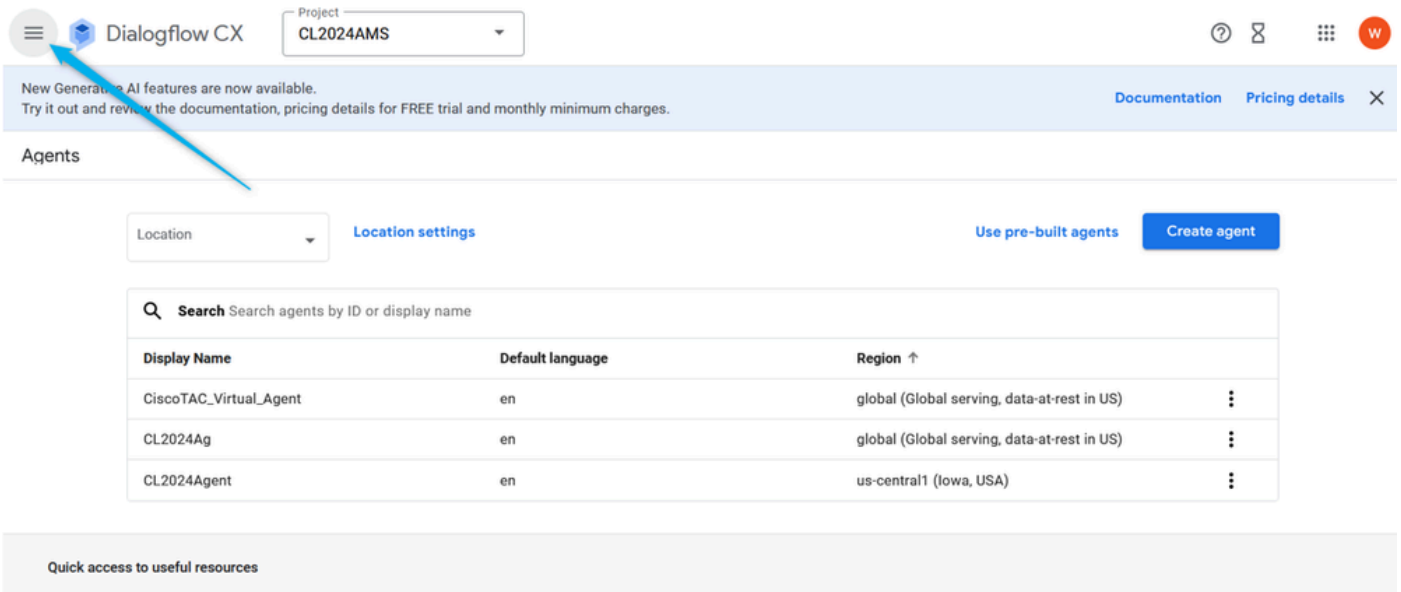 Dialogflow CX
Project
CL2024AMS
W
New Generative AI features are now available.
Try it out and review the documentation, pricing details for FREE trial and monthly minimum charges.
Documentation Pricing details
Agents
Location
Location settings
Use pre-built agents
Create agent
Search Search agents by ID or display name
Display Name Default language Region
CiscoTAC_Virtual_Agent en global (Global serving, data-at-rest in US)
CL2024Ag en global (Global serving, data-at-rest in US)
CL2024Agent en us-central1 (Iowa, USA)
Quick access to useful resources